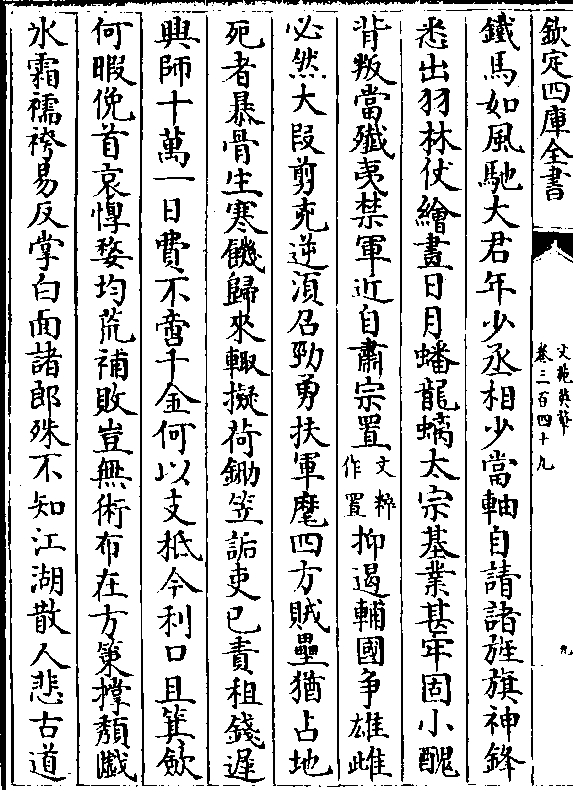 欽定四庫全書
文苑英華
卷三百四十九
九
鐵馬如風馳大君年少丞相少當軸自請諸旌旗神鋒
悉出羽林仗繪畫日月蟠龍螭太宗基業甚牢固小醜
背叛當殲夷禁軍近自肅宗置文粹作置抑遏輔國争雄雌
必然大段剪克逆須召勁勇扶軍麾四方賊壘猶占地
死者暴骨生寒饑歸來輙擬荷鋤笠詬吏已責租錢遲
興師十萬一日費不啻千金何以支秖今利口且箕斂
何暇俛首哀惸嫠均荒補敗豈無術布在方策撐頽𡾰
氷霜襦袴易反掌白面諸郎殊不知江湖散人悲古道